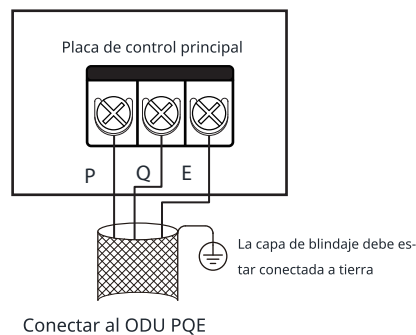 Placa de control principal
P Q E
La capa de blindaje debe es-
tar conectada a tierra
Conectar al ODU PQE